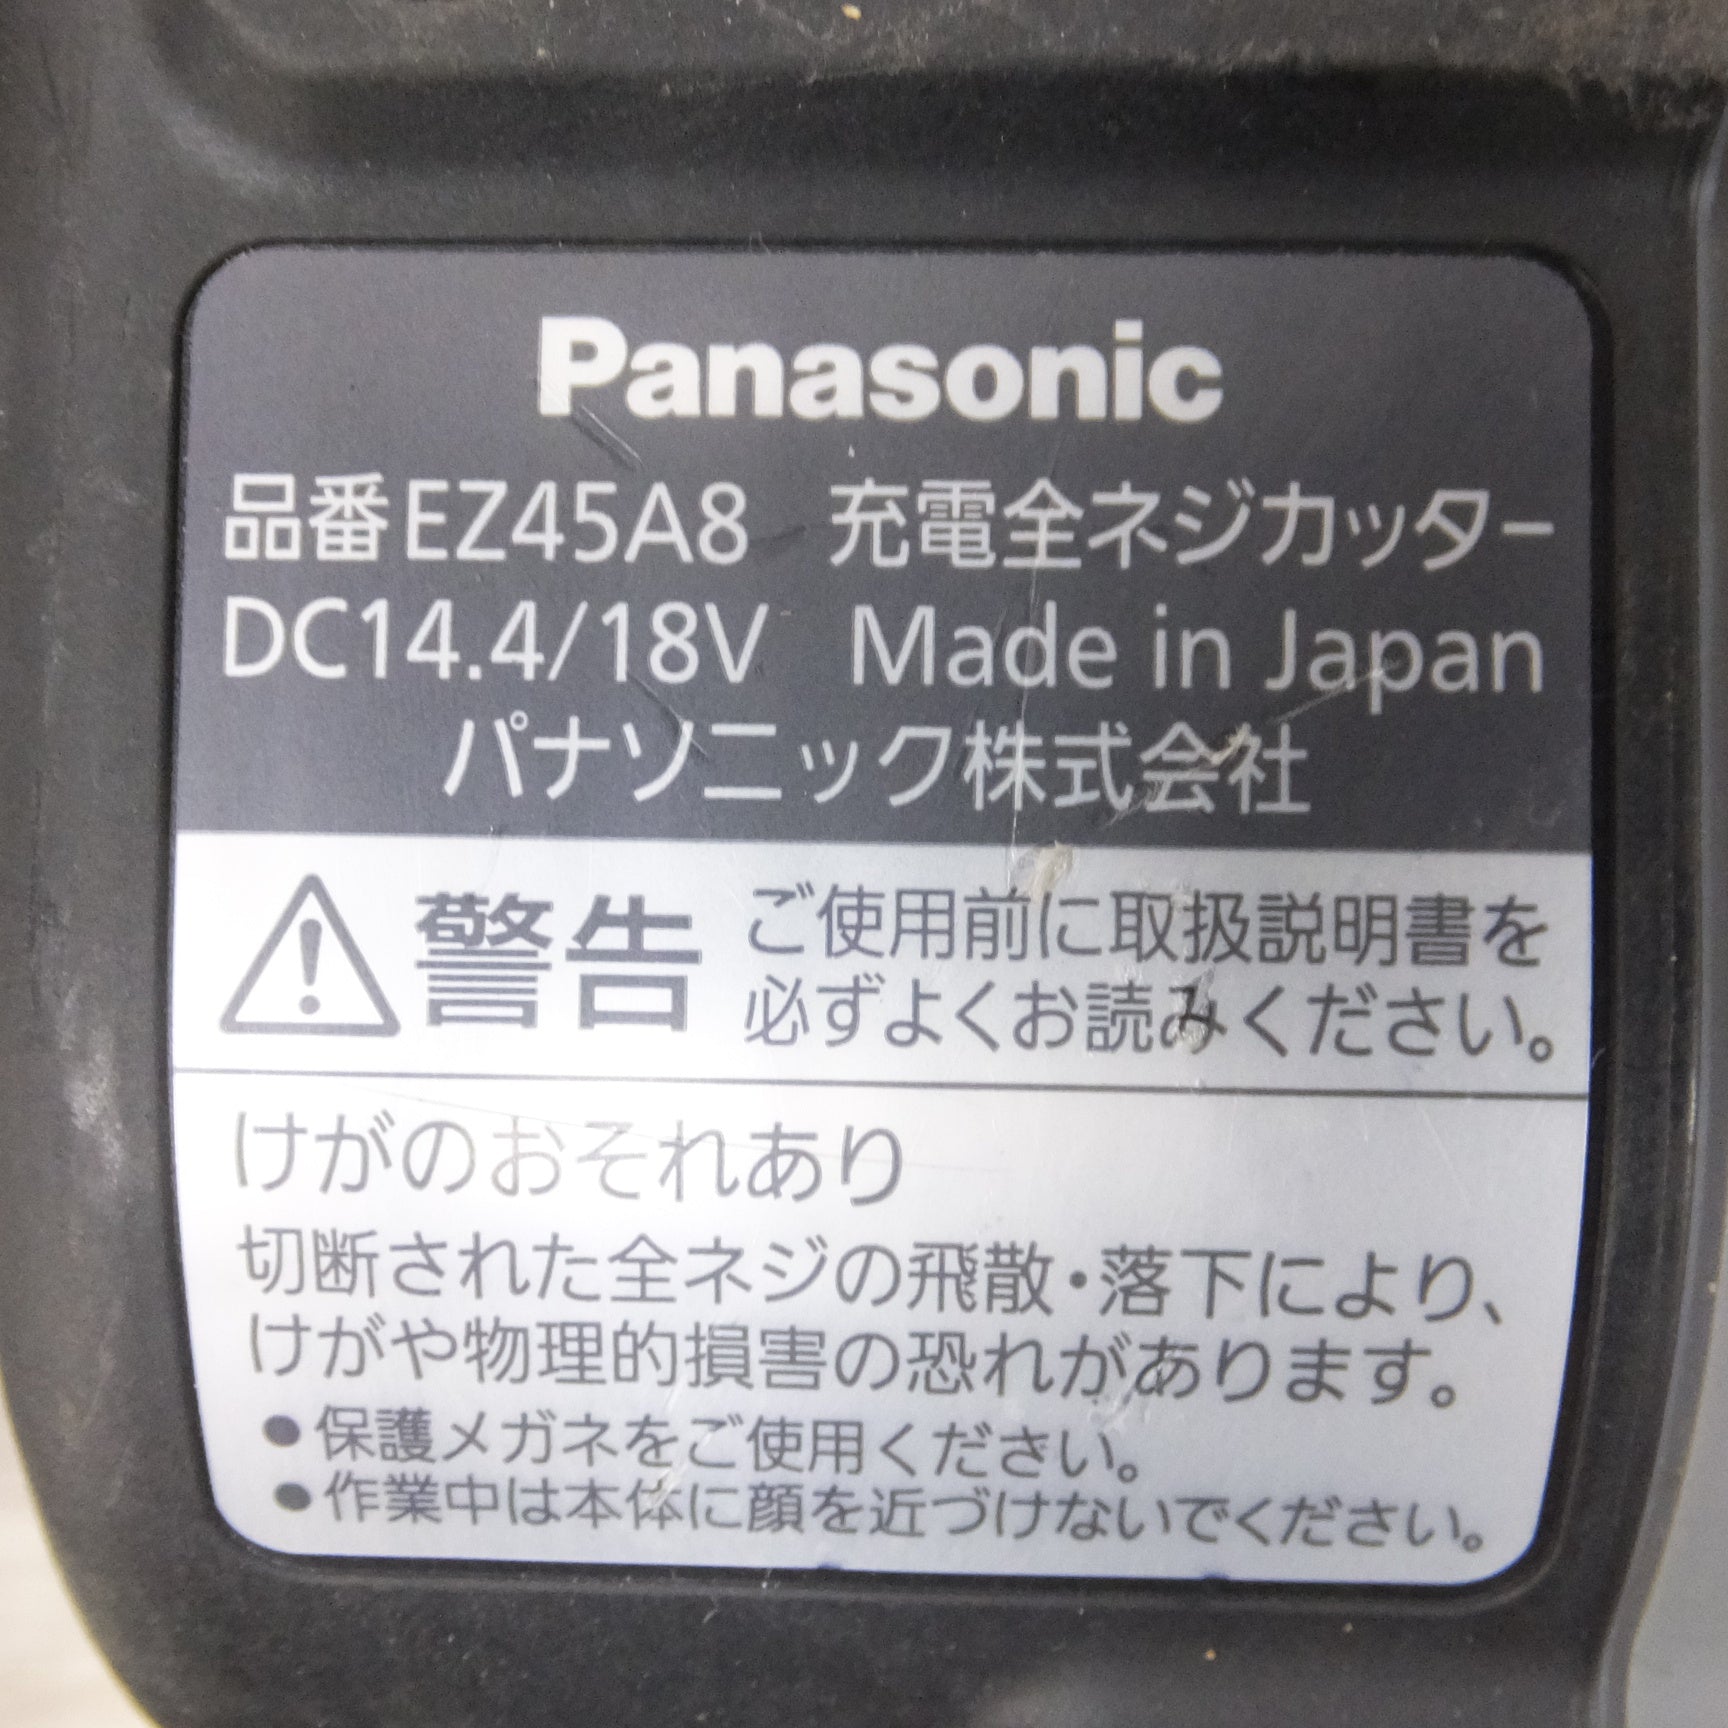 Panasonic
品番EZ45A8 充電全ネジカッター
DC14.4/18V Made in Japan
パナソニック株式会社
警告
ご使用前に取扱説明書を
必ずよくお読みください。
けがのおそれあり
切断された全ネジの飛散・落下により、
けがや物理的損害の恐れがあります。
●保護メガネをご使用ください。
●作業中は本体に顔を近づけないでください。